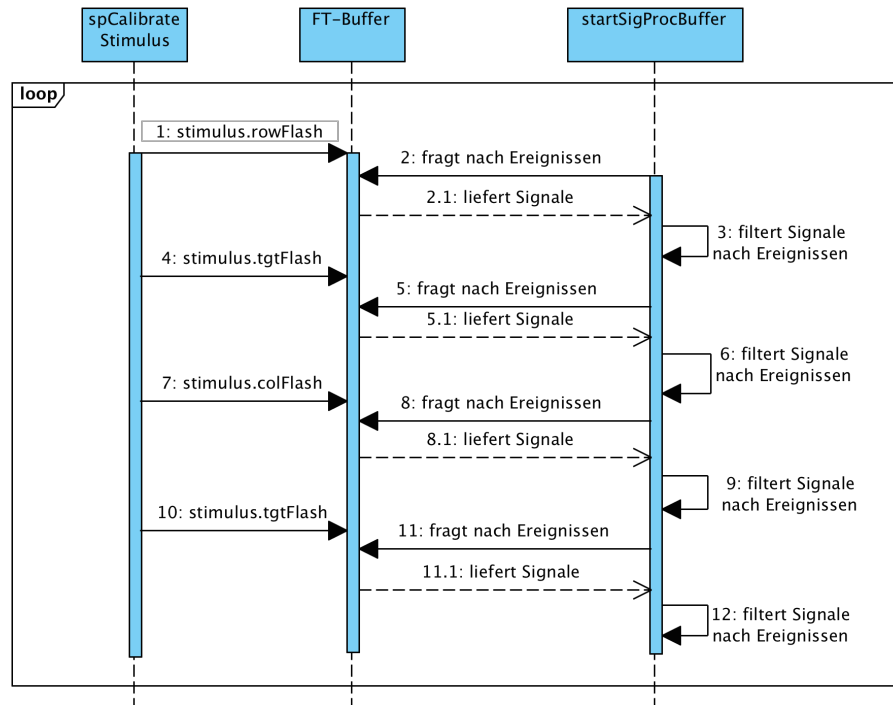 spCalibrate
Stimulus
FT-Buffer
startSigProcBuffer
loop
1: stimulus.rowFlash
2: fragt nach Ereignissen
2.1: liefert Signale
3: filtert Signale
nach Ereignissen
4: stimulus.tgtFlash
5: fragt nach Ereignissen
5.1: liefert Signale
6: filtert Signale
nach Ereignissen
7: stimulus.colFlash
8: fragt nach Ereignissen
8.1: liefert Signale
9: filtert Signale
nach Ereignissen
10: stimulus.tgtFlash
11: fragt nach Ereignissen
11.1: liefert Signale
12: filtert Signale
nach Ereignissen